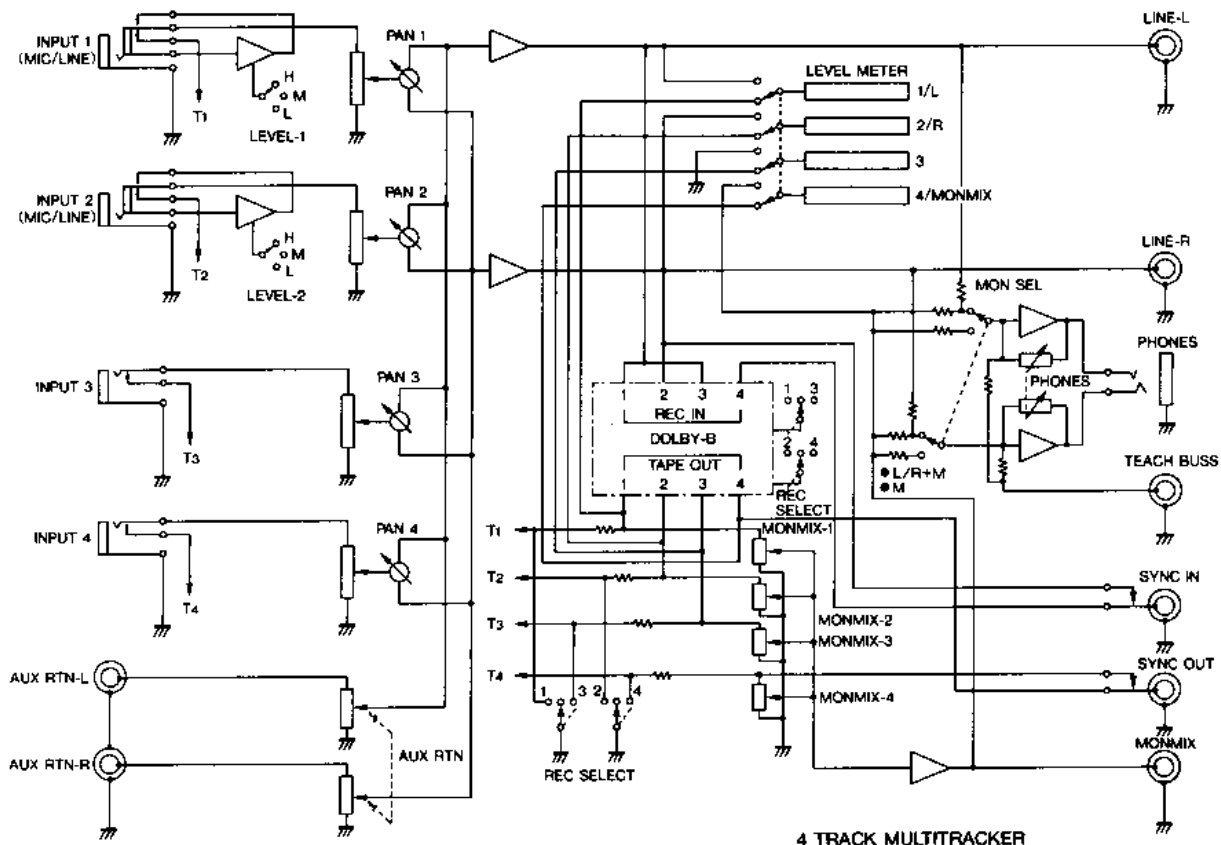 LINE-L
INPUT 1
(MIC/LINE)
PAN 1
H
M
L
T1
LEVEL-1
LEVEL METER
1/L
2/R
3
4/MONMIX
INPUT 2
(MIC/LINE)
PAN 2
H
M
L
T2
LEVEL-2
LINE-R
MON SEL
PHONES
PHONES
INPUT 3
PAN 3
T3
1 2 3 4
REC IN
DOLBY-B
TAPE OUT
1 2 3 4
1 3
2 4
REC
SELECT
L/R+M
M
TEACH BUSS
INPUT 4
PAN 4
T4
T1
T2
T3
T4
MONMIX-1
MONMIX-2
MONMIX-3
MONMIX-4
SYNC IN
SYNC OUT
1 3 2 4
REC SELECT
AUX RTN-L
AUX RTN
AUX RTN-R
MONMIX
4 TRACK MULTITRACKER